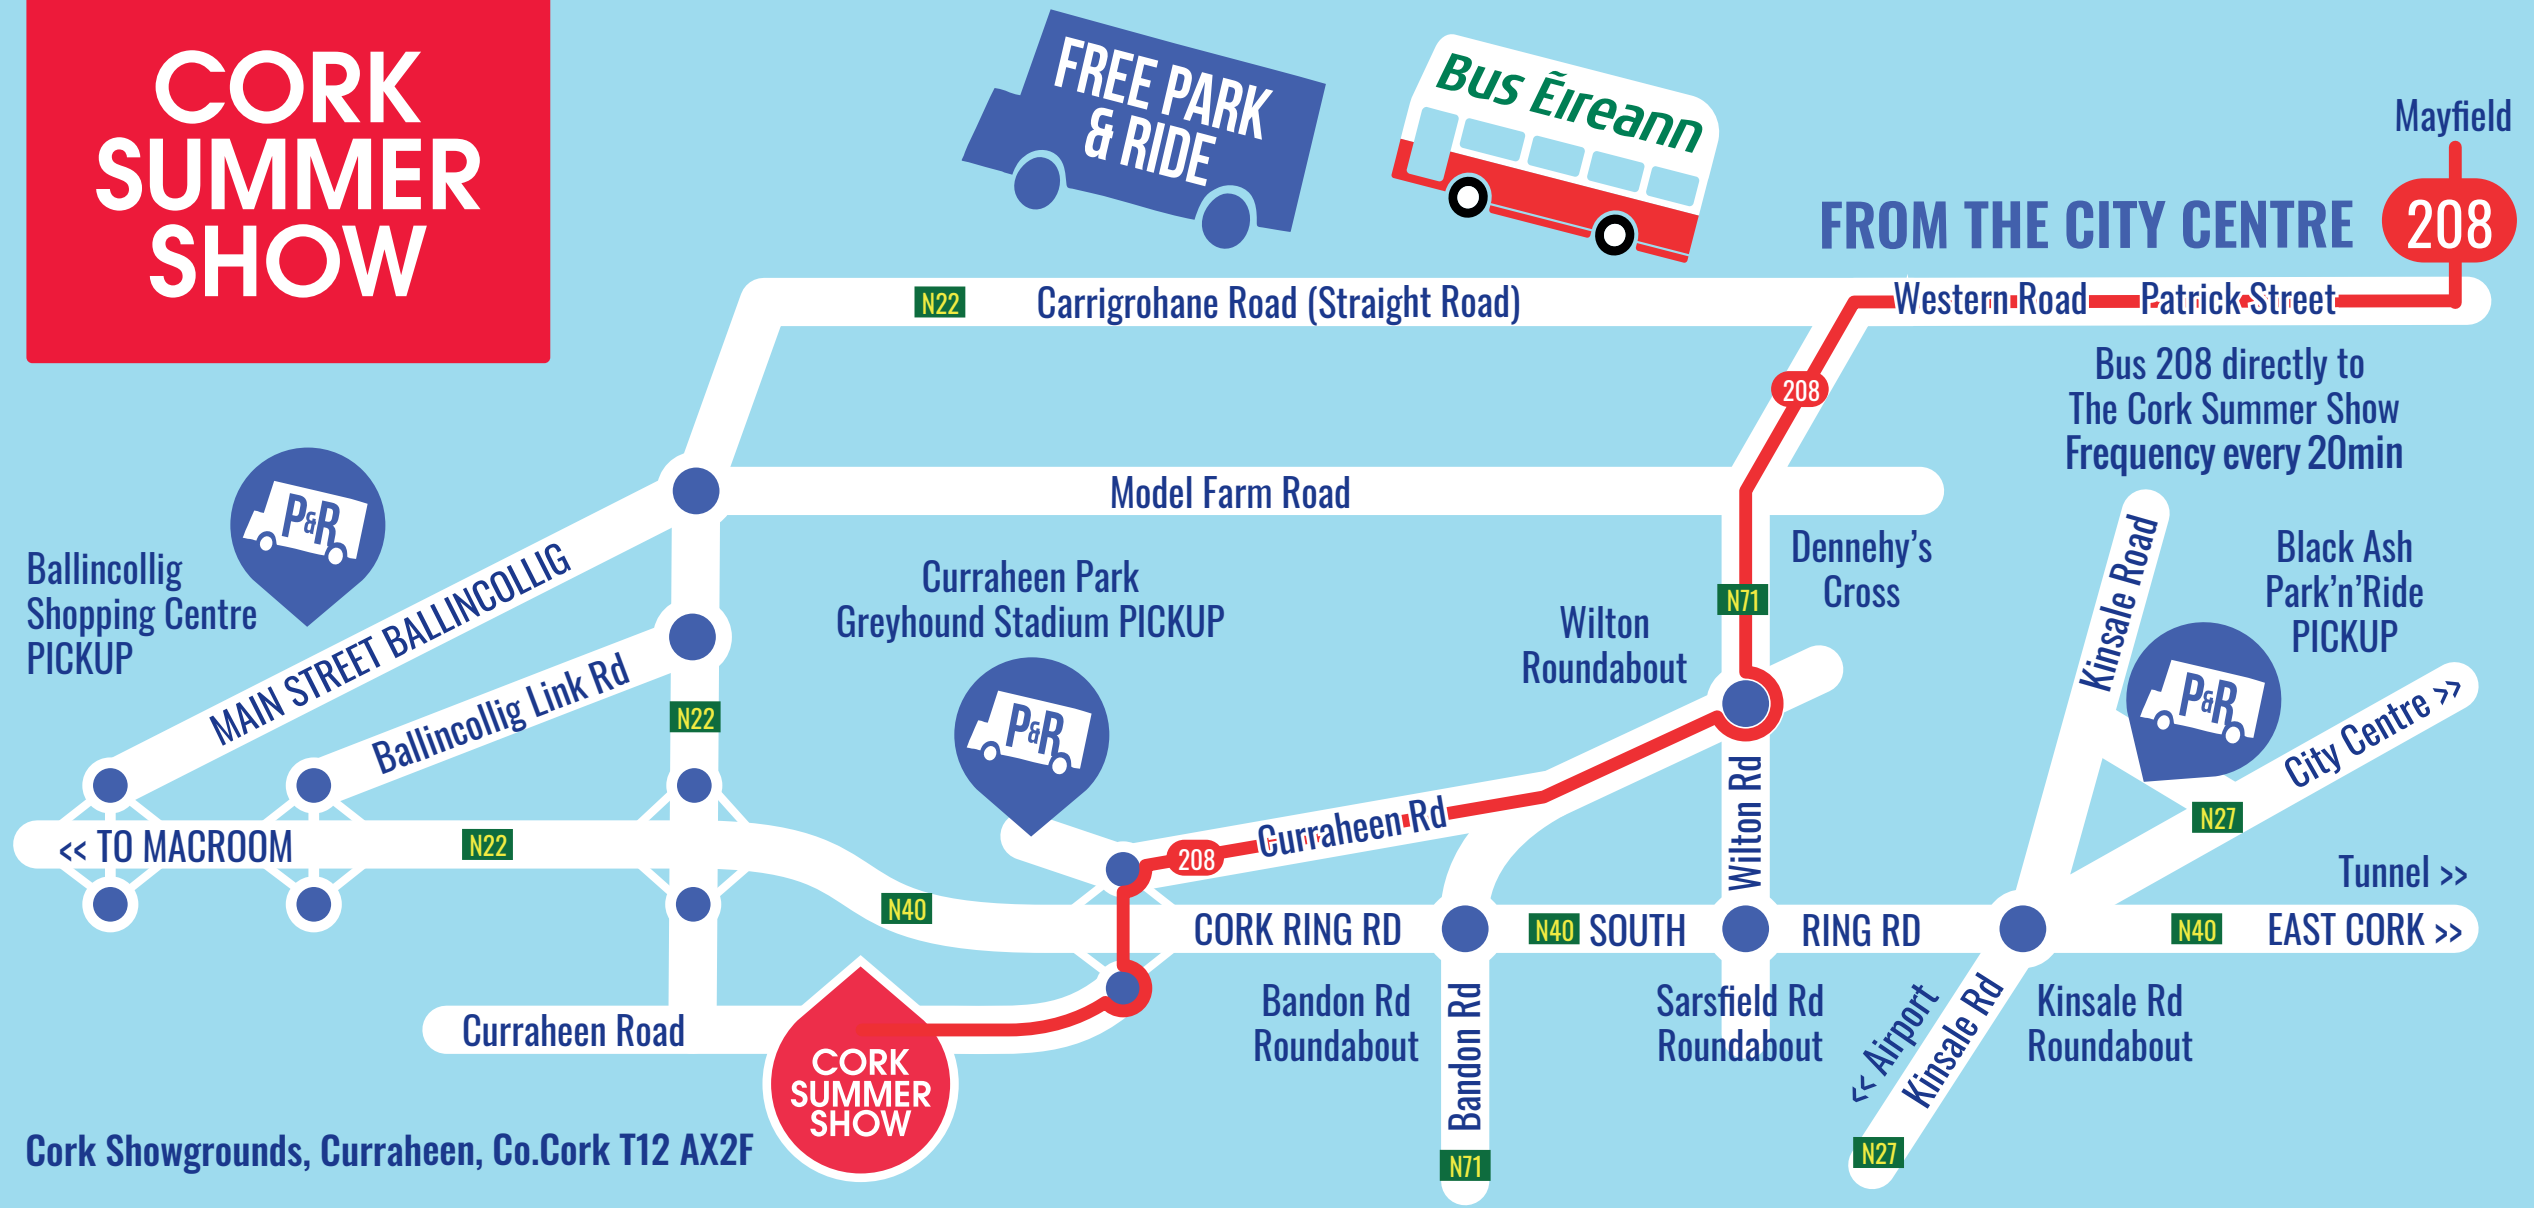 CORK
SUMMER
SHOW
FREE PARK
& RIDE
Bus Éireann
Mayfield
FROM THE CITY CENTRE
208
N22
Carrigrohane Road (Straight Road)
Western Road
Patrick Street
208
Bus 208 directly to
The Cork Summer Show
Frequency every 20min
Model Farm Road
P&R
Ballincollig
Shopping Centre
PICKUP
MAIN STREET BALLINCOLLIG
Ballincollig Link Rd
N22
Curraheen Park
Greyhound Stadium PICKUP
P&R
Wilton
Roundabout
N71
Dennehy's
Cross
Kinsale Road
Black Ash
Park'n'Ride
PICKUP
P&R
City Centre >>
N27
<< TO MACROOM
N22
N40
208
Curraheen Rd
Wilton Rd
Tunnel >>
CORK RING RD
N40
SOUTH
RING RD
N40
EAST CORK >>
Curraheen Road
CORK
SUMMER
SHOW
Bandon Rd
Roundabout
Bandon Rd
N71
Sarsfield Rd
Roundabout
<< Airport
Kinsale Rd
N27
Kinsale Rd
Roundabout
Cork Showgrounds, Curraheen, Co.Cork T12 AX2F